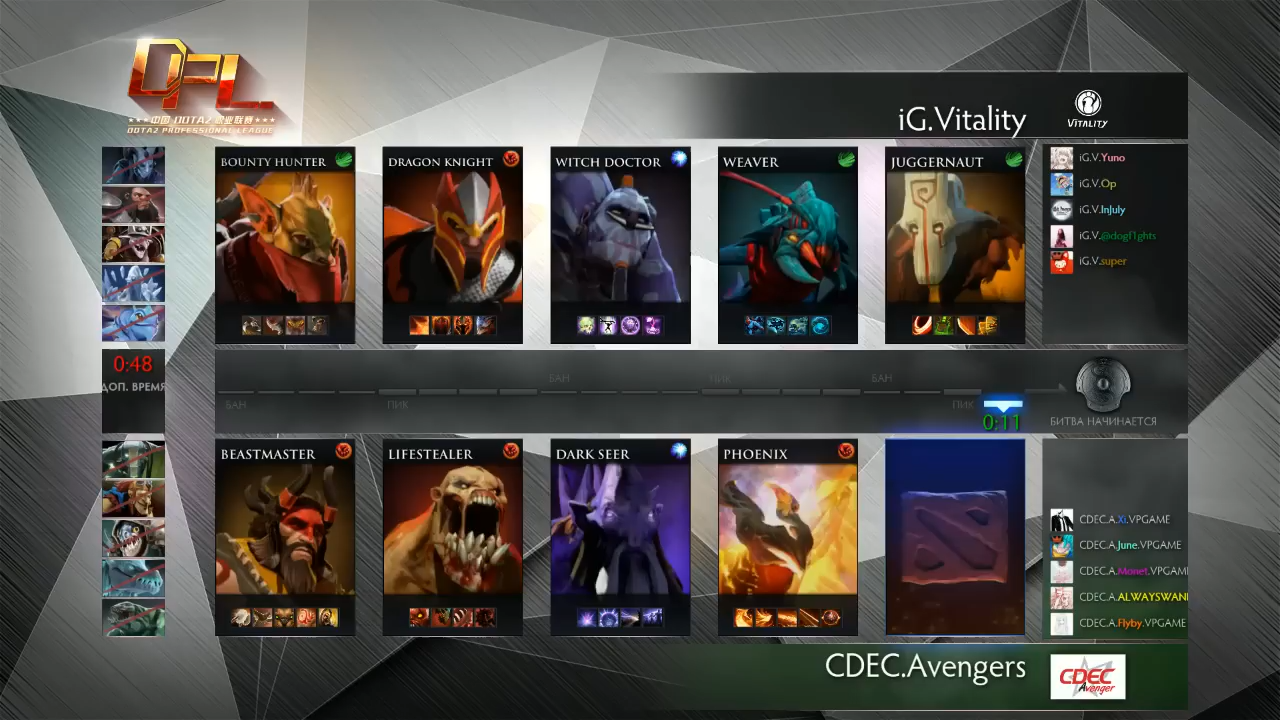 DPL
★★★中国 DOTA2 职业联赛★★★
DOTA2 PROFESSIONAL LEAGUE
iG.Vitality
VITALITY
BOUNTY HUNTER
DRAGON KNIGHT
WITCH DOCTOR
WEAVER
JUGGERNAUT
iG.V.Yuno
iG.V.Op
iG.V.InJuly
iG.V.@dogf1ghts
iG.V.super
0:48
ДОП. ВРЕМЯ
БАН
ПИК
БАН
БАН
ПИК
ПИК
0:11
БИТВА НАЧИНАЕТСЯ
BEASTMASTER
LIFESTEALER
DARK SEER
PHOENIX
CDEC.A.Xi.VPGAME
CDEC.A.June.VPGAME
CDEC.A.Monet.VPGAM
CDEC.A.ALWAYSWAN
CDEC.A.Flyby.VPGAME
CDEC.Avengers
CDEC
Avenger